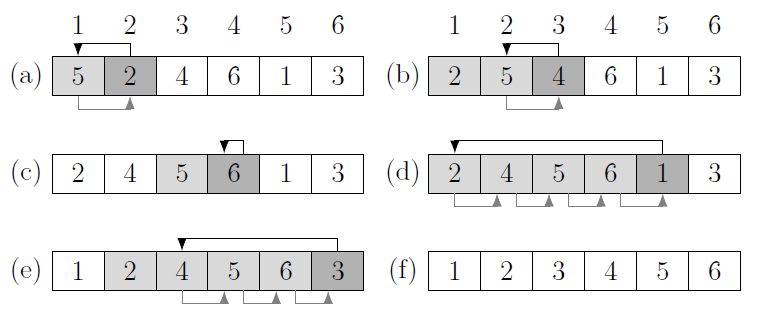 1 2 3 4 5 6
1 2 3 4 5 6
(a) 5 2 4 6 1 3
(b) 2 5 4 6 1 3
(c) 2 4 5 6 1 3
(d) 2 4 5 6 1 3
(e) 1 2 4 5 6 3
(f) 1 2 3 4 5 6